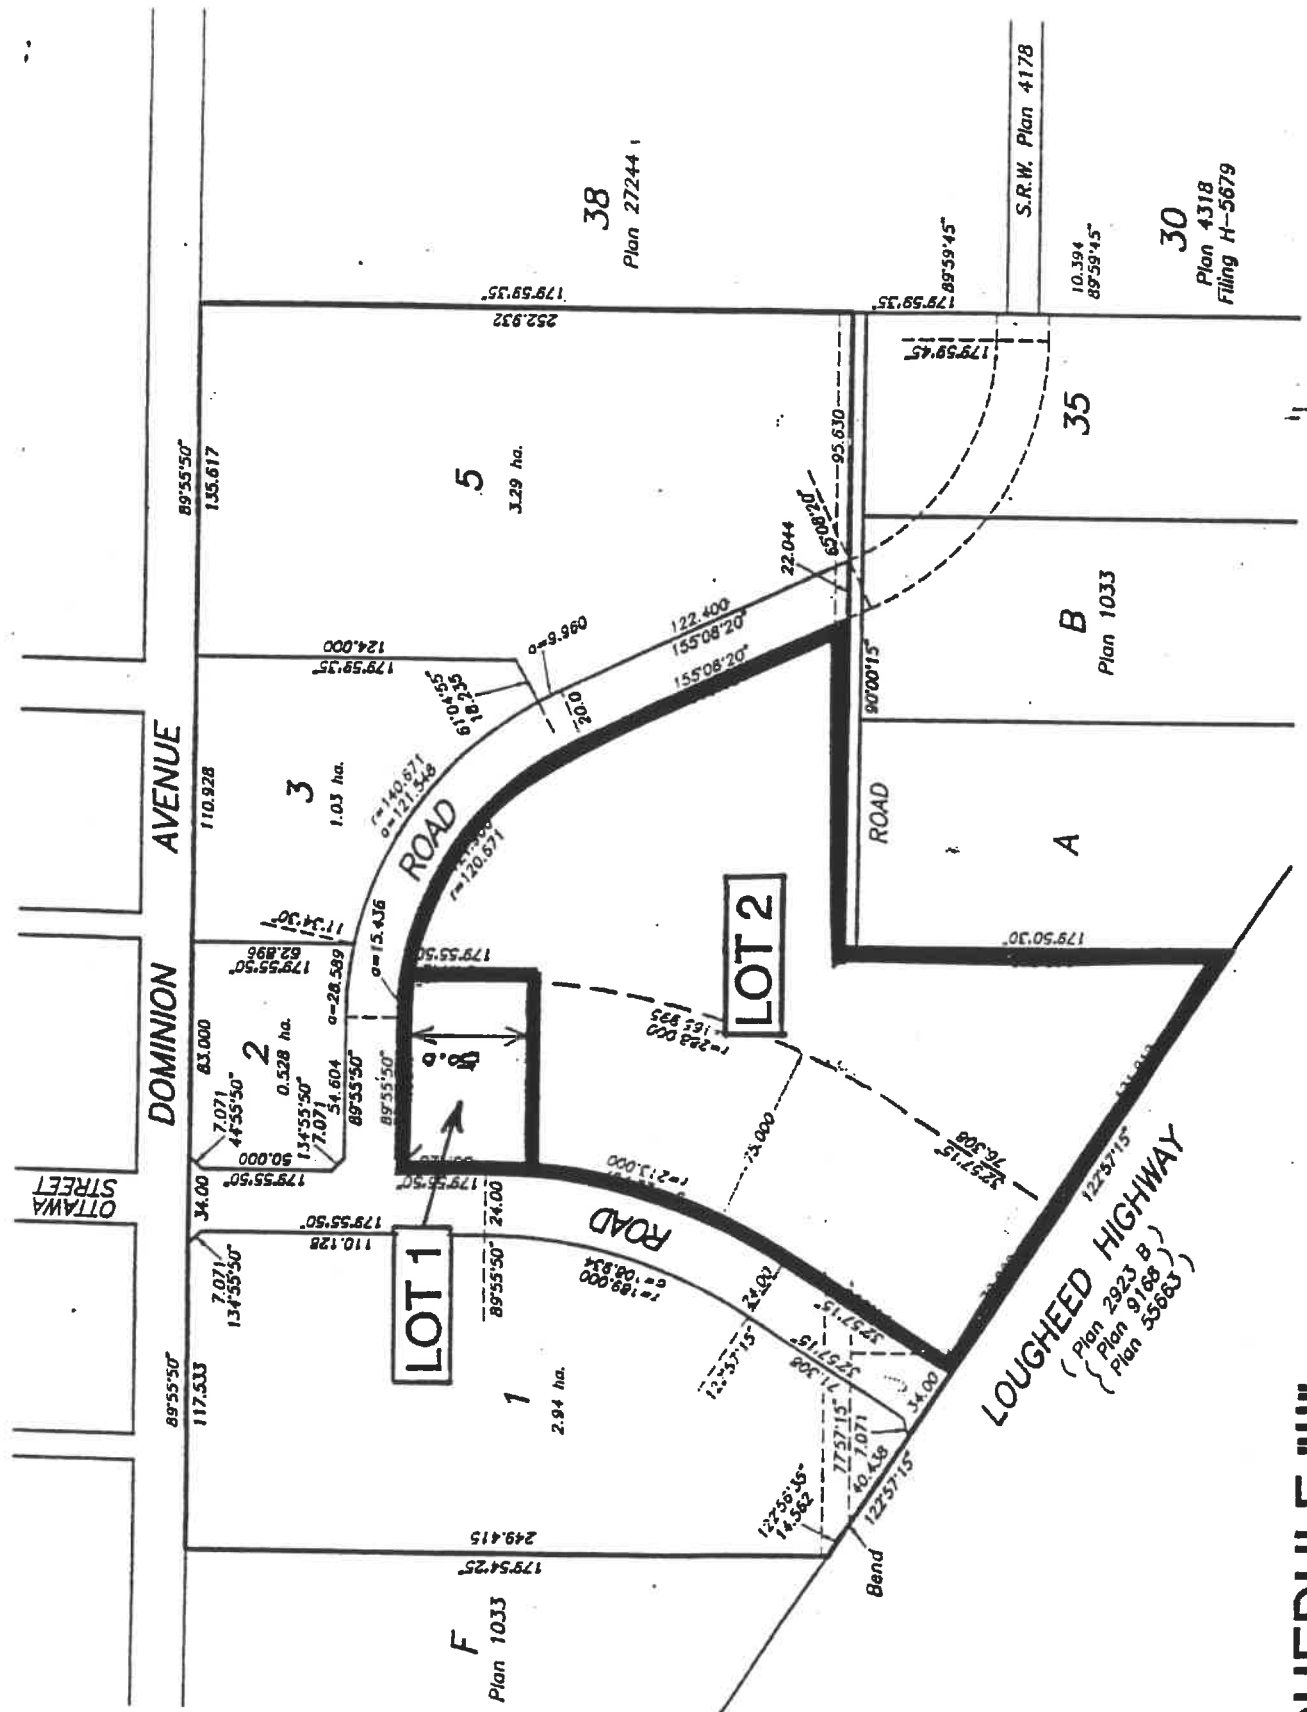 DOMINION AVENUE
OTTAWA
STREET
89°55'50"
117.533
7.071
134°55'50"
34.00
7.071
44°55'50"
83.000
110.928
89°55'50"
135.617
F
Plan 1033
179°54'25"
249.415
1
2.94 ha.
110.128
179°55'50"
179°55'50"
50.000
2
0.528 ha.
134°55'50"
7.071
54.604
89°55'50"
a=28.589
179°55'50"
62.896
11°34'30"
3
1.03 ha.
179°59'35"
124.000
61°04'55"
18.235
a=9.960
r=140.671
a=121.548
ROAD
r=120.671
20.0
5
3.29 ha.
122.400
155°08'20"
155°08'20"
252.932
179°59'35"
38
Plan 27244
LOT 1
89°55'50"
24.00
179°55'50"
89°55'50"
a=15.436
179°55'50"
LOT 2
r=189.000
ROAD
r=213.000
r=288.000
75.000
32°57'15"
76.308
122°57'15"
24.00
32°57'15"
32°57'15"
71.308
77°57'15"
7.071
40.438
122°57'15"
34.00
122°56'35"
14.562
Bend
122°57'15"
LOUGHEED HIGHWAY
( Plan 2923 B )
( Plan 9168 )
( Plan 55663 )
179°50'30"
ROAD
90°00'15"
A
B
Plan 1033
35
22.044
65°08'20"
95.630
179°59'45"
179°59'35"
89°59'45"
S.R.W. Plan 4178
10.394
89°59'45"
30
Plan 4318
Filing H-5679